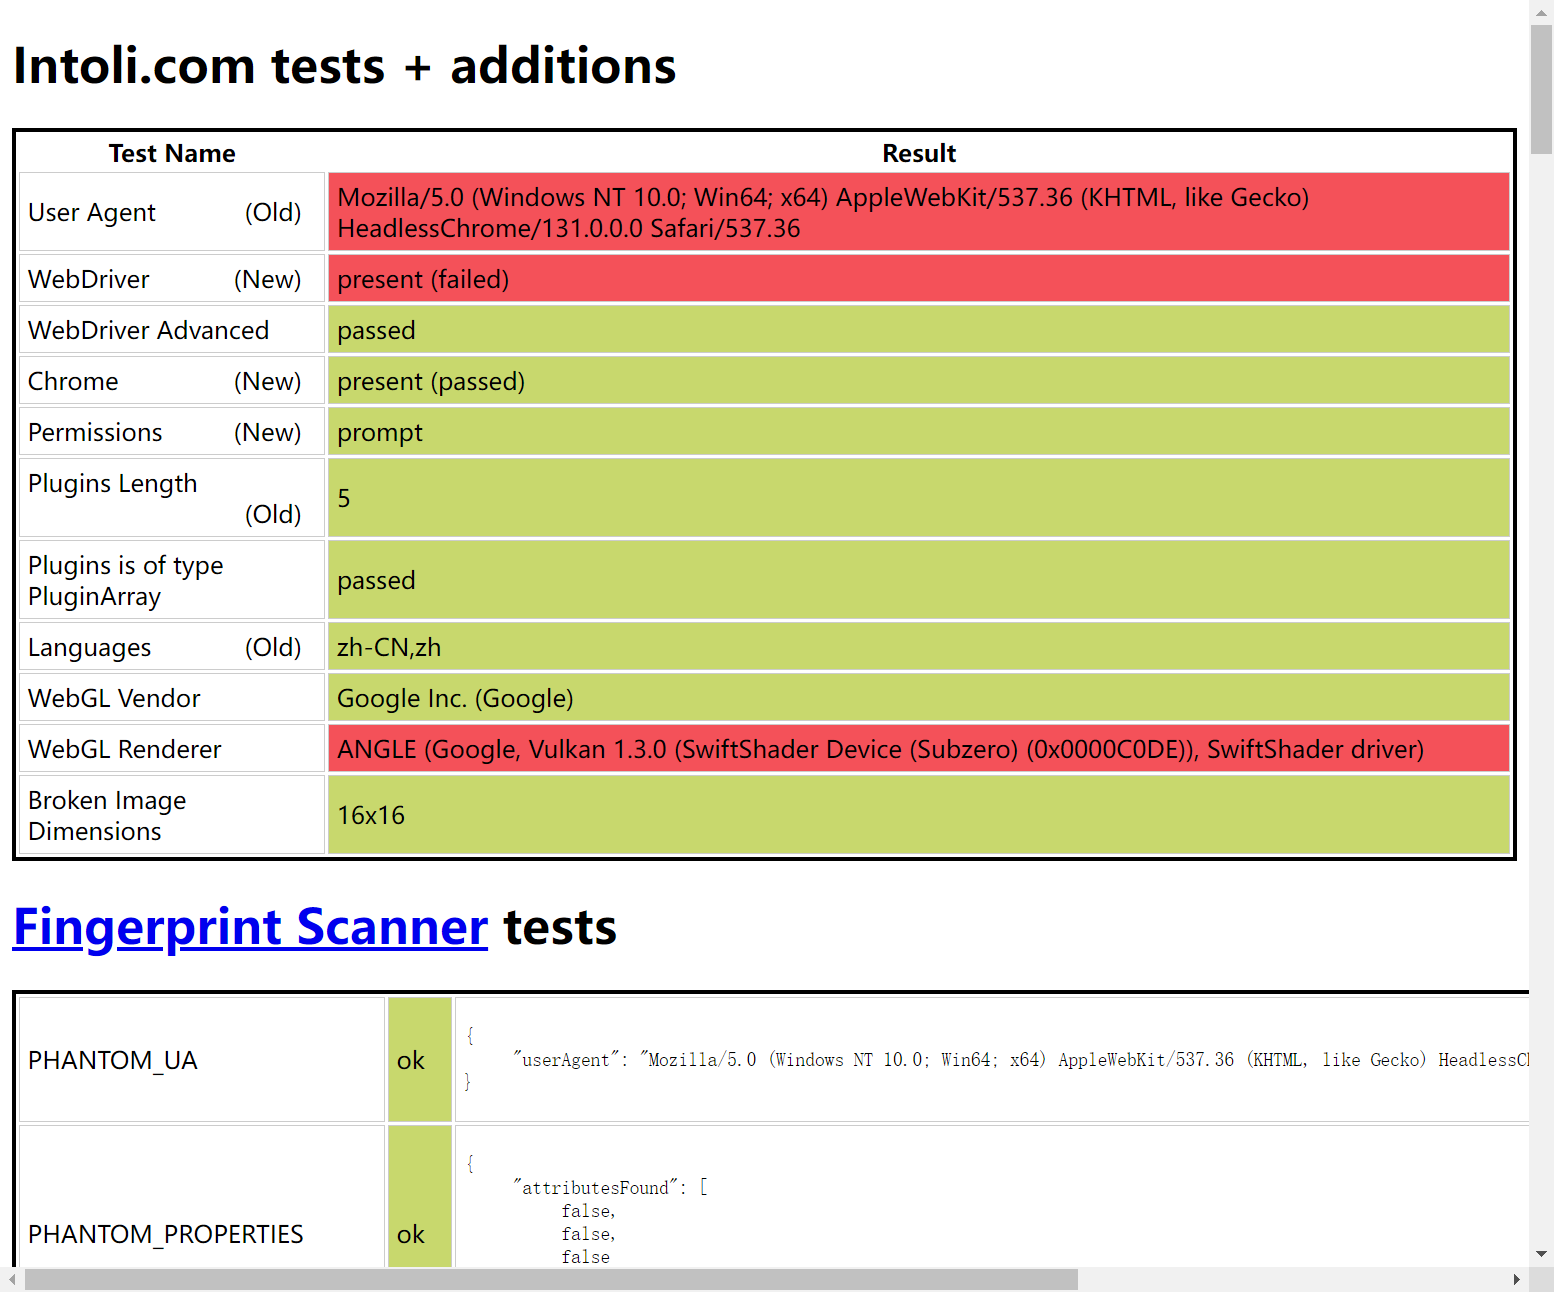 Intoli.com tests + additions
Test Name Result
User Agent (Old) Mozilla/5.0 (Windows NT 10.0; Win64; x64) AppleWebKit/537.36 (KHTML, like Gecko)
HeadlessChrome/131.0.0.0 Safari/537.36
WebDriver (New) present (failed)
WebDriver Advanced passed
Chrome (New) present (passed)
Permissions (New) prompt
Plugins Length
(Old) 5
Plugins is of type
PluginArray passed
Languages (Old) zh-CN,zh
WebGL Vendor Google Inc. (Google)
WebGL Renderer ANGLE (Google, Vulkan 1.3.0 (SwiftShader Device (Subzero) (0x0000C0DE)), SwiftShader driver)
Broken Image
Dimensions 16x16
Fingerprint Scanner tests
PHANTOM_UA ok {
"userAgent": "Mozilla/5.0 (Windows NT 10.0; Win64; x64) AppleWebKit/537.36 (KHTML, like Gecko) HeadlessCh
}
PHANTOM_PROPERTIES ok {
"attributesFound": [
false,
false,
false